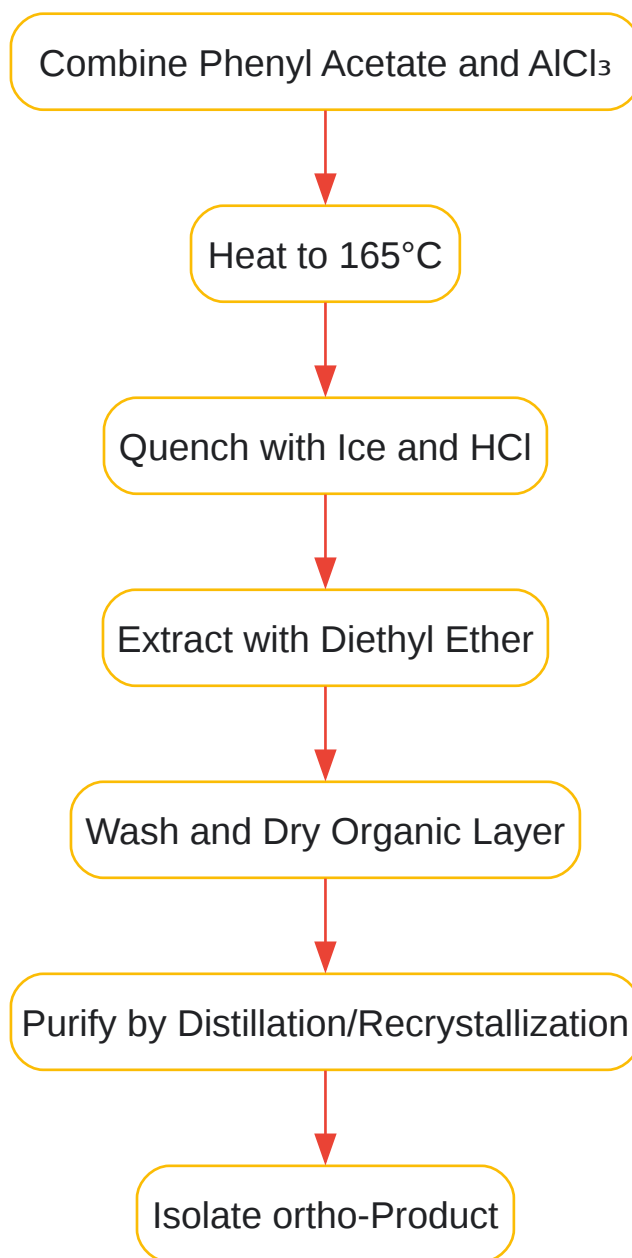 Combine Phenyl Acetate and AlCl₃
Heat to 165°C
Quench with Ice and HCl
Extract with Diethyl Ether
Wash and Dry Organic Layer
Purify by Distillation/Recrystallization
Isolate ortho-Product